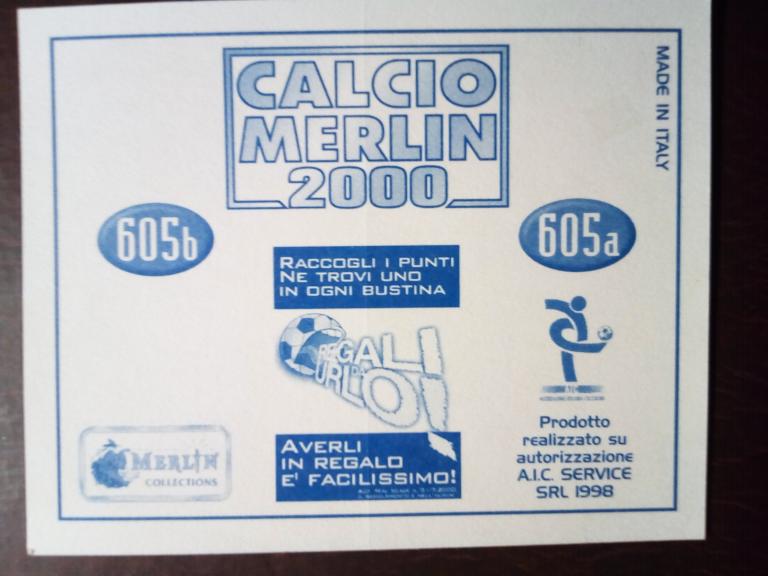 CALCIO
MERLIN
2000
MADE IN ITALY
605b
605a
RACCOGLI I PUNTI
NE TROVI UNO
IN OGNI BUSTINA
REGALI
DA
URLO!
MERLIN
COLLECTIONS
AVERLI
IN REGALO
E' FACILISSIMO!
Prodotto
realizzato su
autorizzazione
A.I.C. SERVICE
SRL 1998